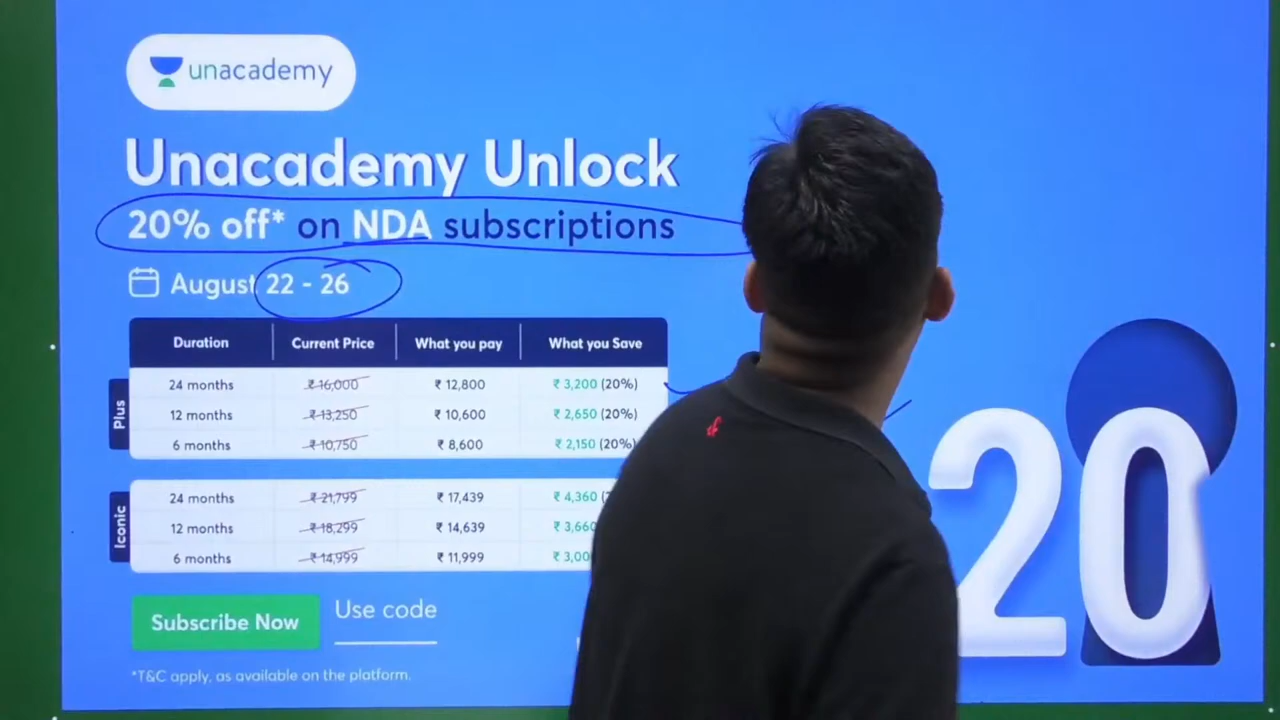 unacademy
Unacademy Unlock
20% off* on NDA subscriptions
August 22 - 26
Duration Current Price What you pay What you Save
Plus
24 months ₹ 16,000 ₹ 12,800 ₹ 3,200 (20%)
12 months ₹ 13,250 ₹ 10,600 ₹ 2,650 (20%)
6 months ₹ 10,750 ₹ 8,600 ₹ 2,150 (20%)
Iconic
24 months ₹ 21,799 ₹ 17,439 ₹ 4,360
12 months ₹ 18,299 ₹ 14,639 ₹ 3,660
6 months ₹ 14,999 ₹ 11,999
Subscribe Now Use code
*T&C apply, as available on the platform.
20